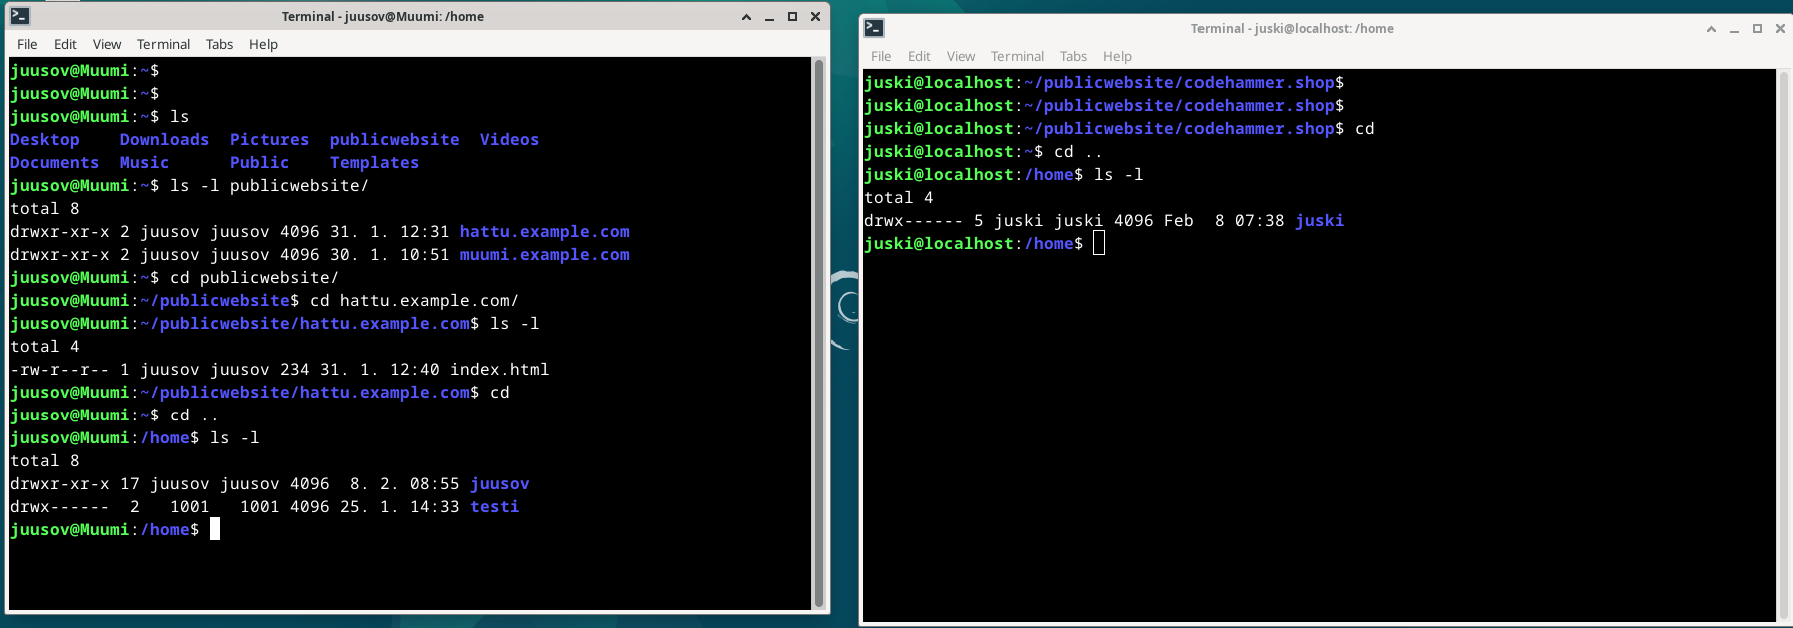 Terminal - juusov@Muumi: /home
File Edit View Terminal Tabs Help
juusov@Muumi:~$
juusov@Muumi:~$
juusov@Muumi:~$ ls
Desktop    Downloads  Pictures  publicwebsite  Videos
Documents  Music      Public    Templates
juusov@Muumi:~$ ls -l publicwebsite/
total 8
drwxr-xr-x 2 juusov juusov 4096 31. 1. 12:31 hattu.example.com
drwxr-xr-x 2 juusov juusov 4096 30. 1. 10:51 muumi.example.com
juusov@Muumi:~$ cd publicwebsite/
juusov@Muumi:~/publicwebsite$ cd hattu.example.com/
juusov@Muumi:~/publicwebsite/hattu.example.com$ ls -l
total 4
-rw-r--r-- 1 juusov juusov 234 31. 1. 12:40 index.html
juusov@Muumi:~/publicwebsite/hattu.example.com$ cd
juusov@Muumi:~$ cd ..
juusov@Muumi:/home$ ls -l
total 8
drwxr-xr-x 17 juusov juusov 4096  8. 2. 08:55 juusov
drwx------  2   1001   1001 4096 25. 1. 14:33 testi
juusov@Muumi:/home$
Terminal - juski@localhost: /home
File Edit View Terminal Tabs Help
juski@localhost:~/publicwebsite/codehammer.shop$
juski@localhost:~/publicwebsite/codehammer.shop$
juski@localhost:~/publicwebsite/codehammer.shop$ cd
juski@localhost:~$ cd ..
juski@localhost:/home$ ls -l
total 4
drwx------ 5 juski juski 4096 Feb  8 07:38 juski
juski@localhost:/home$